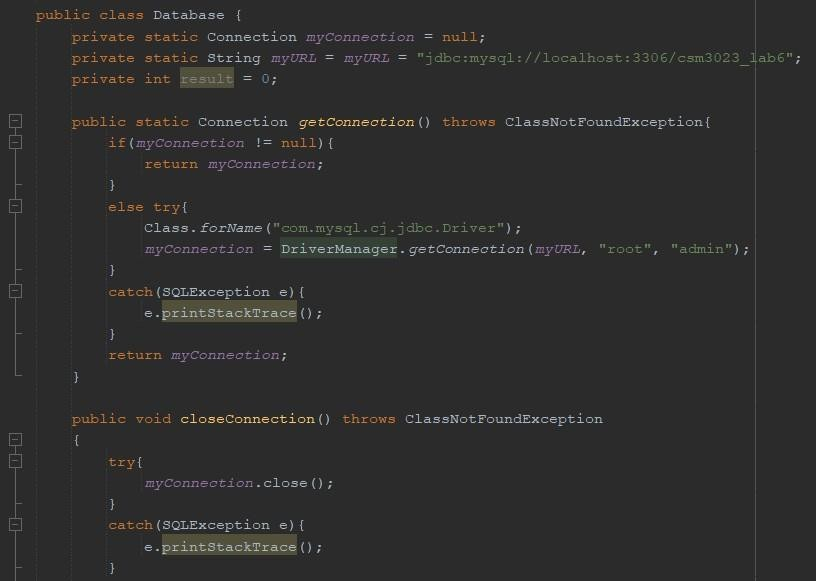 public class Database {
private static Connection myConnection = null;
private static String myURL = myURL = "jdbc:mysql://localhost:3306/csm3023_lab6";
private int result = 0;
public static Connection getConnection() throws ClassNotFoundException{
if(myConnection != null){
return myConnection;
}
else try{
Class.forName("com.mysql.cj.jdbc.Driver");
myConnection = DriverManager.getConnection(myURL, "root", "admin");
}
catch(SQLException e){
e.printStackTrace();
}
return myConnection;
}
public void closeConnection() throws ClassNotFoundException
{
try{
myConnection.close();
}
catch(SQLException e){
e.printStackTrace();
}